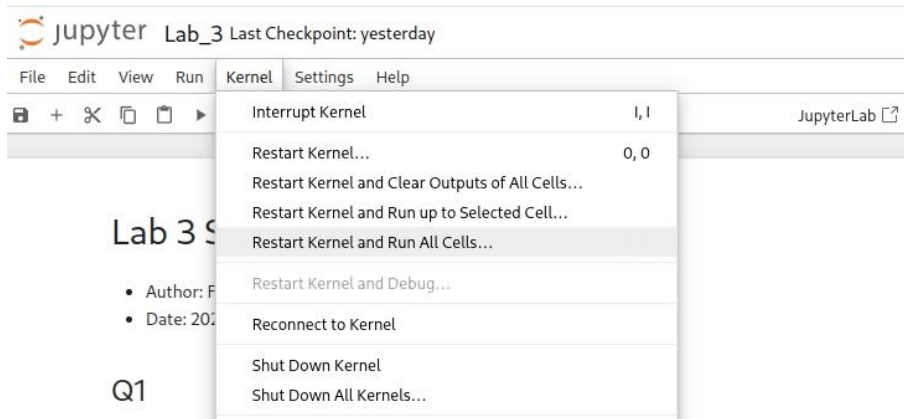 jupyter Lab_3 Last Checkpoint: yesterday
File Edit View Run Kernel Settings Help
JupyterLab
Interrupt Kernel I, I
Restart Kernel... 0, 0
Restart Kernel and Clear Outputs of All Cells...
Restart Kernel and Run up to Selected Cell...
Restart Kernel and Run All Cells...
Restart Kernel and Debug...
Reconnect to Kernel
Shut Down Kernel
Shut Down All Kernels...
Lab 3
• Author:
• Date:
Q1